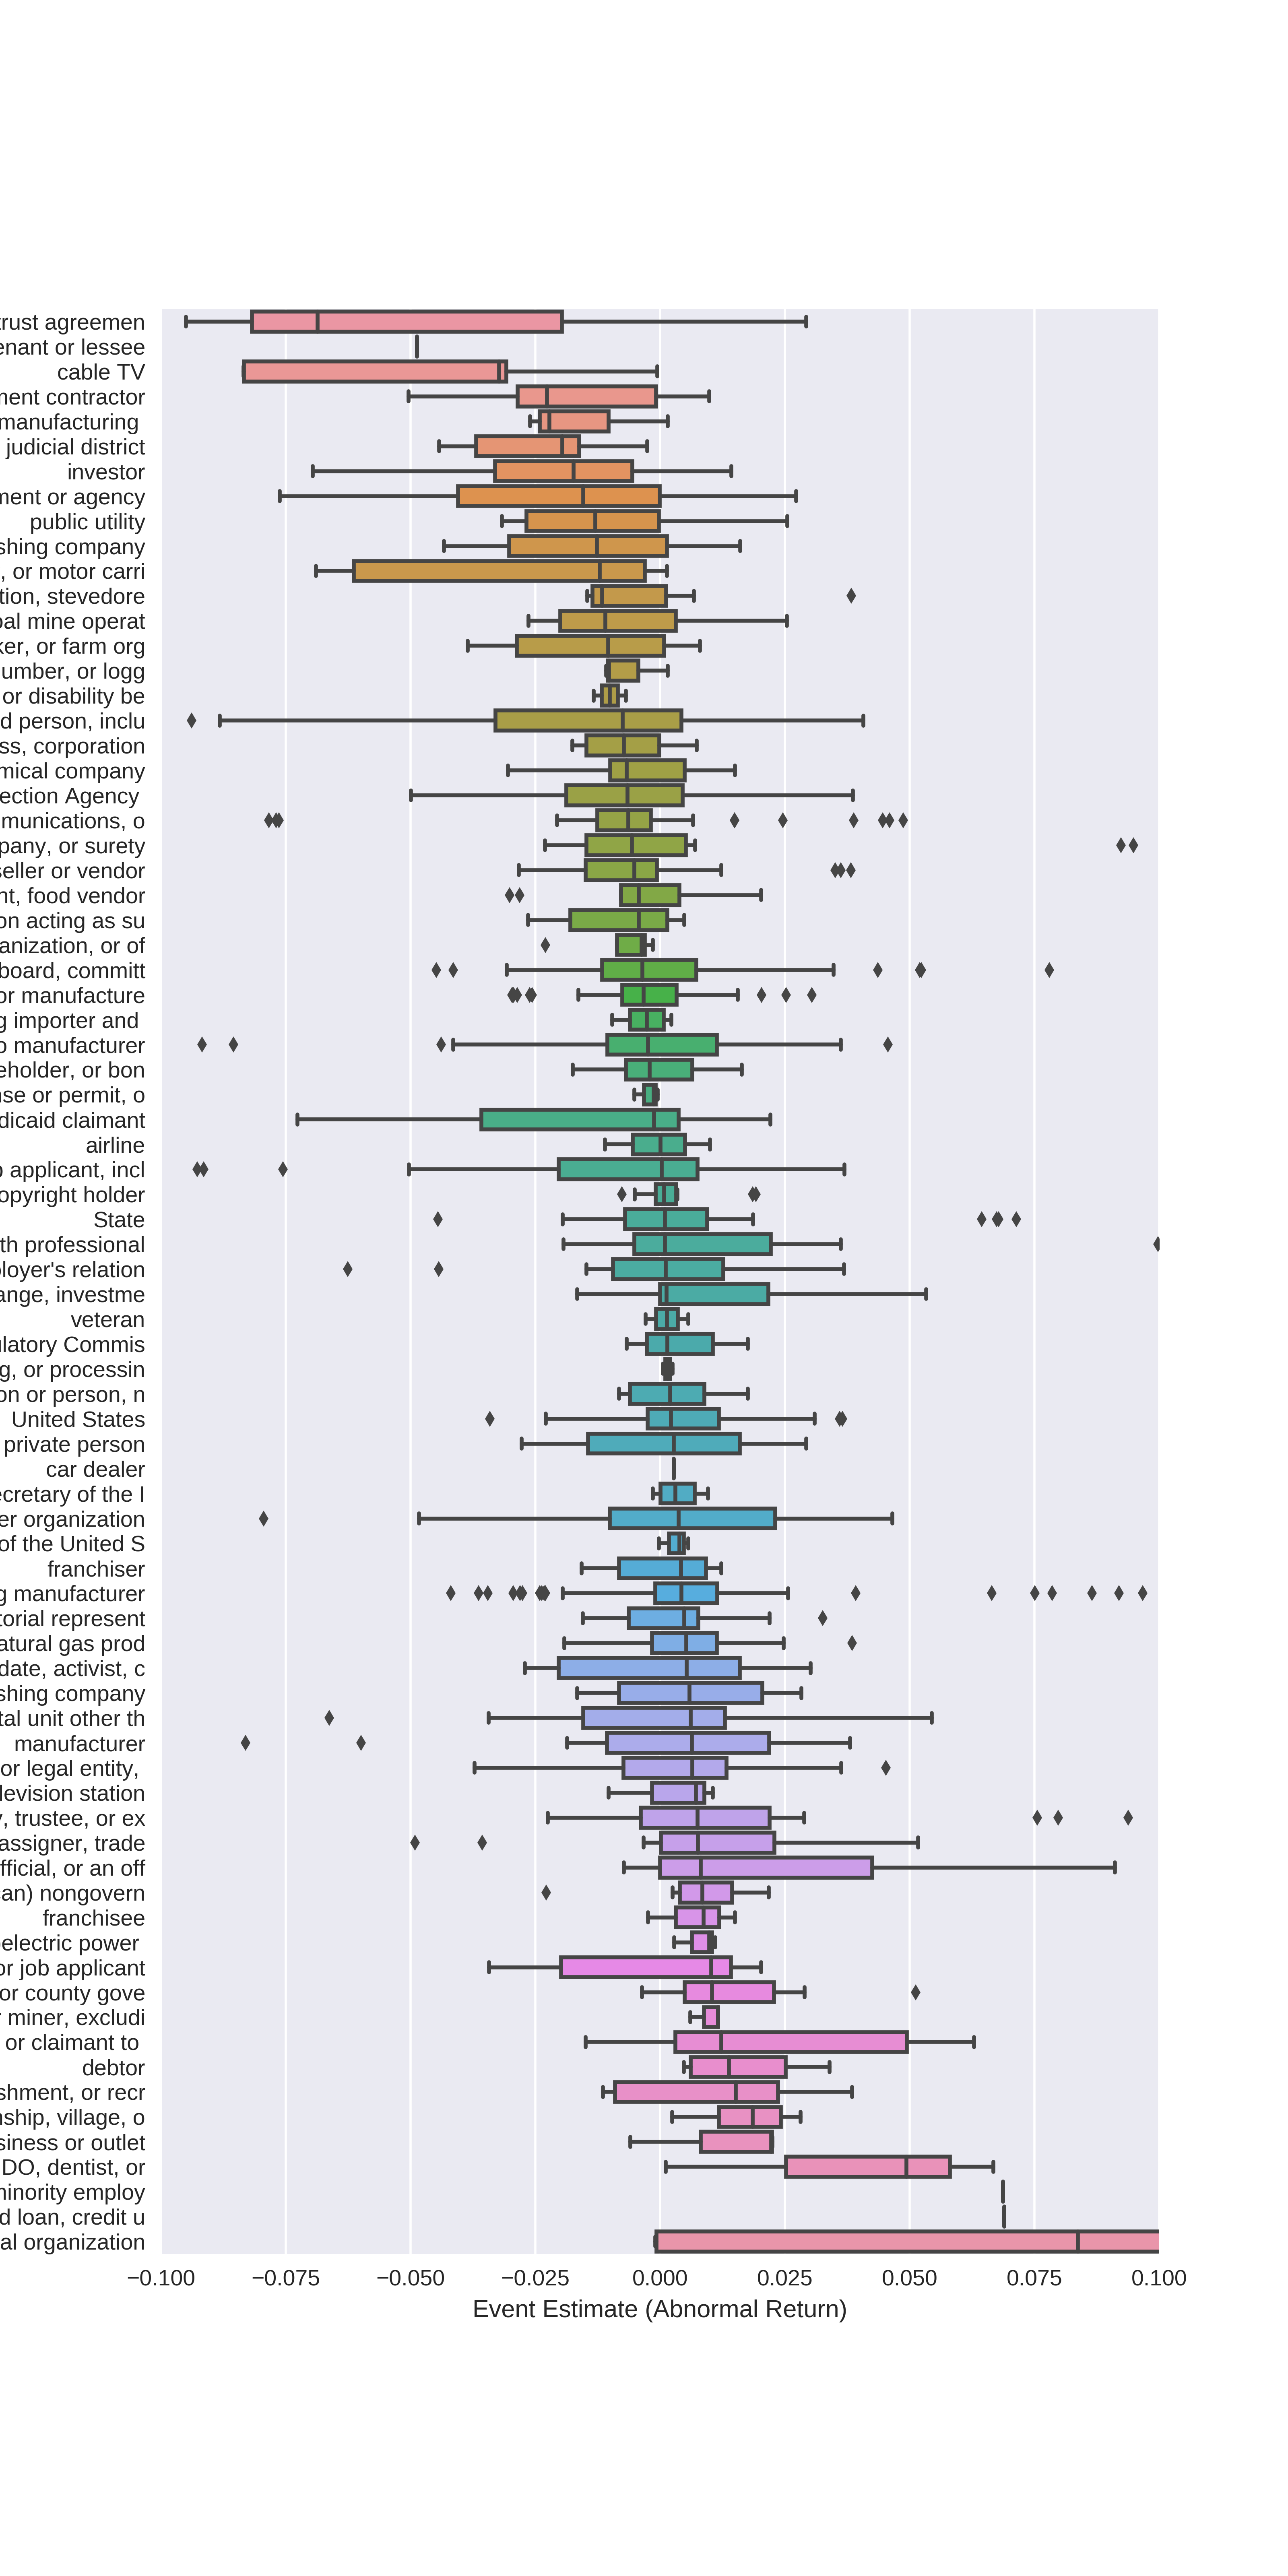 rust agreemen
enant or lessee
cable TV
nent contractor
manufacturing
judicial district
investor
nent or agency
public utility
shing company
, or motor carri
tion, stevedore
oal mine operat
ker, or farm org
umber, or logg
or disability be
d person, inclu
ss, corporation
mical company
ection Agency
munications, o
pany, or surety
seller or vendor
nt, food vendor
on acting as su
anization, or of
board, committ
or manufacture
g importer and
o manufacturer
eholder, or bon
nse or permit, o
dicaid claimant
airline
o applicant, incl
opyright holder
State
th professional
loyer's relation
ange, investme
veteran
ulatory Commis
g, or processin
on or person, n
United States
private person
car dealer
ecretary of the I
er organization
of the United S
franchiser
g manufacturer
torial represent
atural gas prod
date, activist, c
shing company
tal unit other th
manufacturer
or legal entity,
levision station
y, trustee, or ex
assigner, trade
fficial, or an off
can) nongovern
franchisee
oelectric power
or job applicant
or county gove
r miner, excludi
or claimant to
debtor
shment, or recr
nship, village, o
siness or outlet
DO, dentist, or
minority employ
d loan, credit u
al organization
−0.100 −0.075 −0.050 −0.025 0.000 0.025 0.050 0.075 0.100
Event Estimate (Abnormal Return)